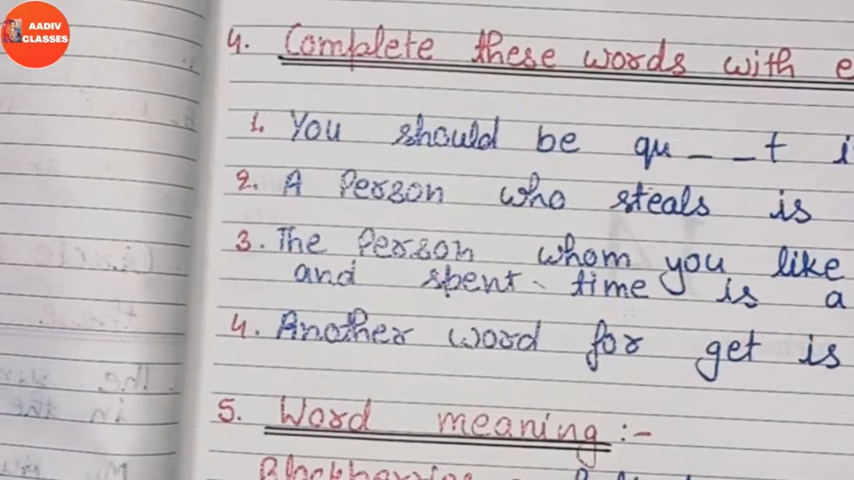 AADIV
CLASSES
4. Complete these words with e
1. You should be qu _ _ t i
2. A Person who steals is
3. The Person whom you like
and spent time is a
4. Another word for get is
5. Word meaning :-
Blackberries